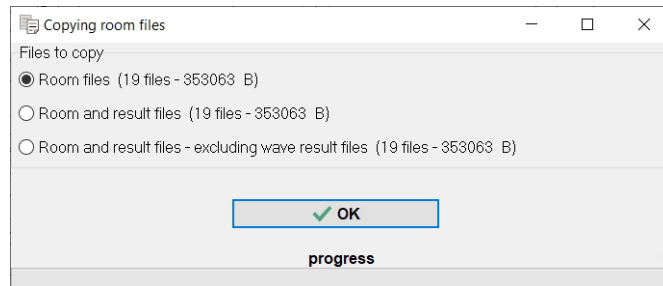 Copying room files
Files to copy
Room files (19 files - 353063 B)
Room and result files (19 files - 353063 B)
Room and result files - excluding wave result files (19 files - 353063 B)
OK
progress